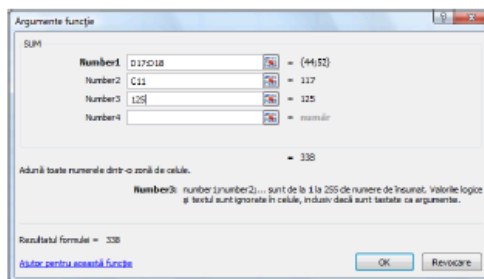 Argumente funcție
SUM
Number1 D17:D18 = {44;52}
Number2 C11 = 117
Number3 125 = 125
Number4 = număr
= 338
Adună toate numerele dintr-o zonă de celule.
Number3: number1;number2;... sunt de la 1 la 255 de numere de însumat. Valorile logice
și textul sunt ignorate în celule, inclusiv dacă sunt tastate ca argumente.
Rezultatul formulei = 338
Ajutor pentru această funcție
OK Revocare